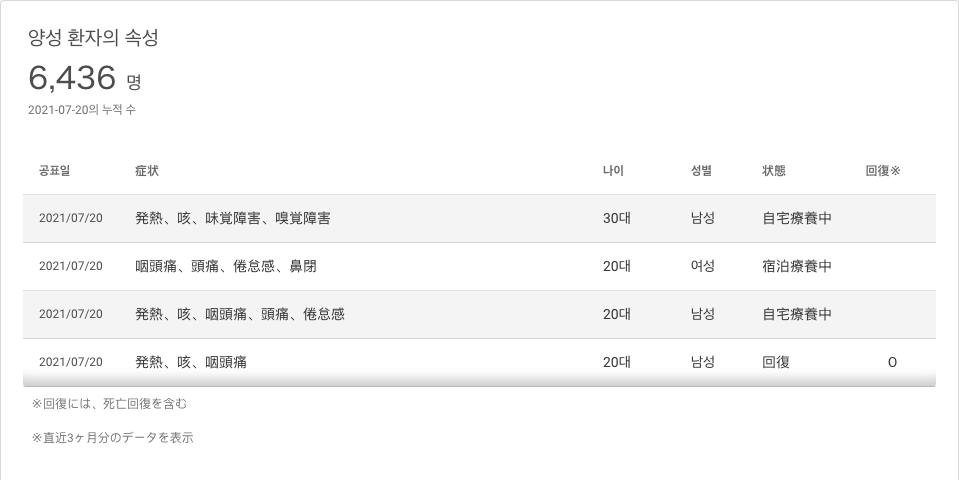 양성 환자의 속성
6,436 명
2021-07-20의 누적 수
공표일 症状 나이 성별 状態 回復※
2021/07/20 発熱、咳、味覚障害、嗅覚障害 30대 남성 自宅療養中
2021/07/20 咽頭痛、頭痛、倦怠感、鼻閉 20대 여성 宿泊療養中
2021/07/20 発熱、咳、咽頭痛、頭痛、倦怠感 20대 남성 自宅療養中
2021/07/20 発熱、咳、咽頭痛 20대 남성 回復 O
※回復には、死亡回復を含む
※直近3ヶ月分のデータを表示